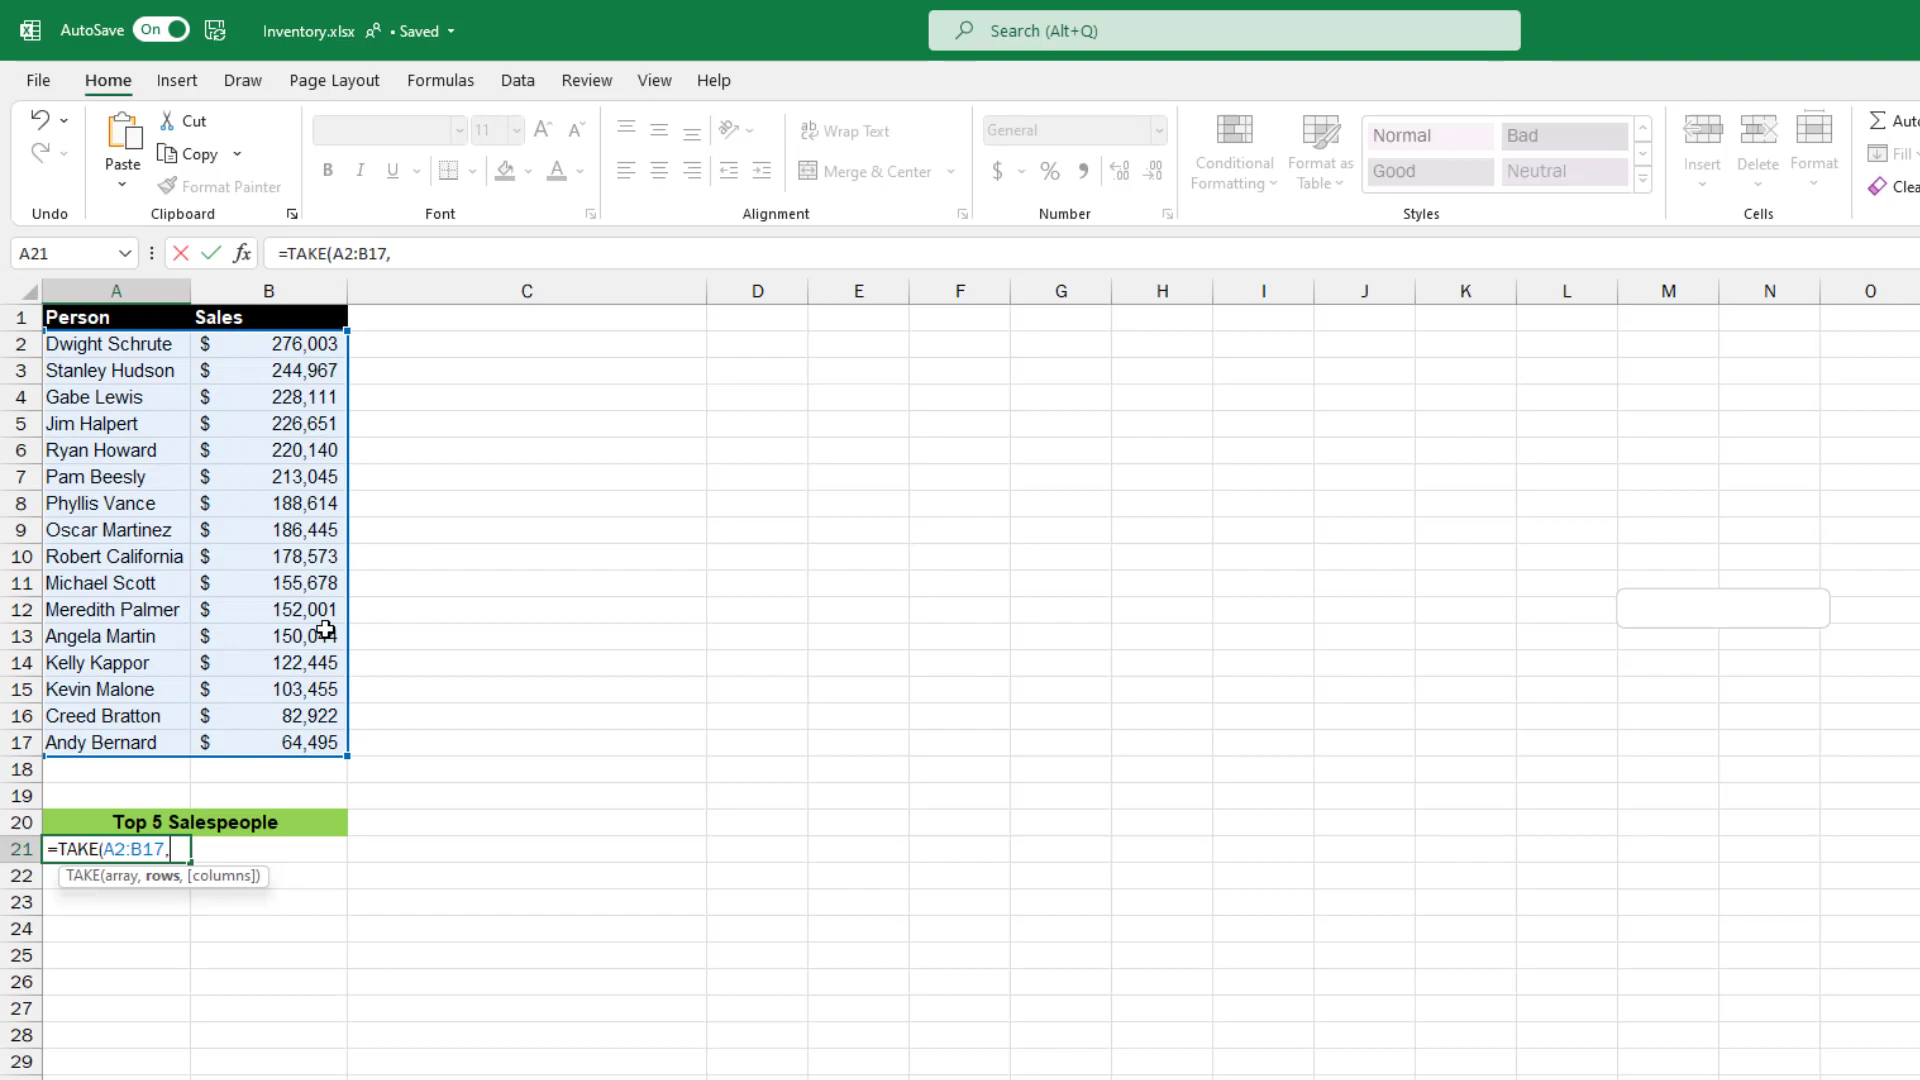 AutoSave On Inventory.xlsx • Saved Search (Alt+Q)
File Home Insert Draw Page Layout Formulas Data Review View Help
Undo
Paste
Cut
Copy
Format Painter
Clipboard
11
B I U A
Font
Wrap Text
Merge & Center
Alignment
General
$ % 9
Number
Conditional Formatting
Format as Table
Normal Bad
Good Neutral
Styles
Insert Delete Format
Cells
Fill
A21 fx =TAKE(A2:B17,
A B C D E F G H I J K L M N O
1 Person Sales
2 Dwight Schrute $ 276,003
3 Stanley Hudson $ 244,967
4 Gabe Lewis $ 228,111
5 Jim Halpert $ 226,651
6 Ryan Howard $ 220,140
7 Pam Beesly $ 213,045
8 Phyllis Vance $ 188,614
9 Oscar Martinez $ 186,445
10 Robert California $ 178,573
11 Michael Scott $ 155,678
12 Meredith Palmer $ 152,001
13 Angela Martin $
14 Kelly Kappor $ 122,445
15 Kevin Malone $ 103,455
16 Creed Bratton $ 82,922
17 Andy Bernard $ 64,495
18
19
20 Top 5 Salespeople
21 =TAKE(A2:B17,
22 TAKE(array, rows, [columns])
23
24
25
26
27
28
29